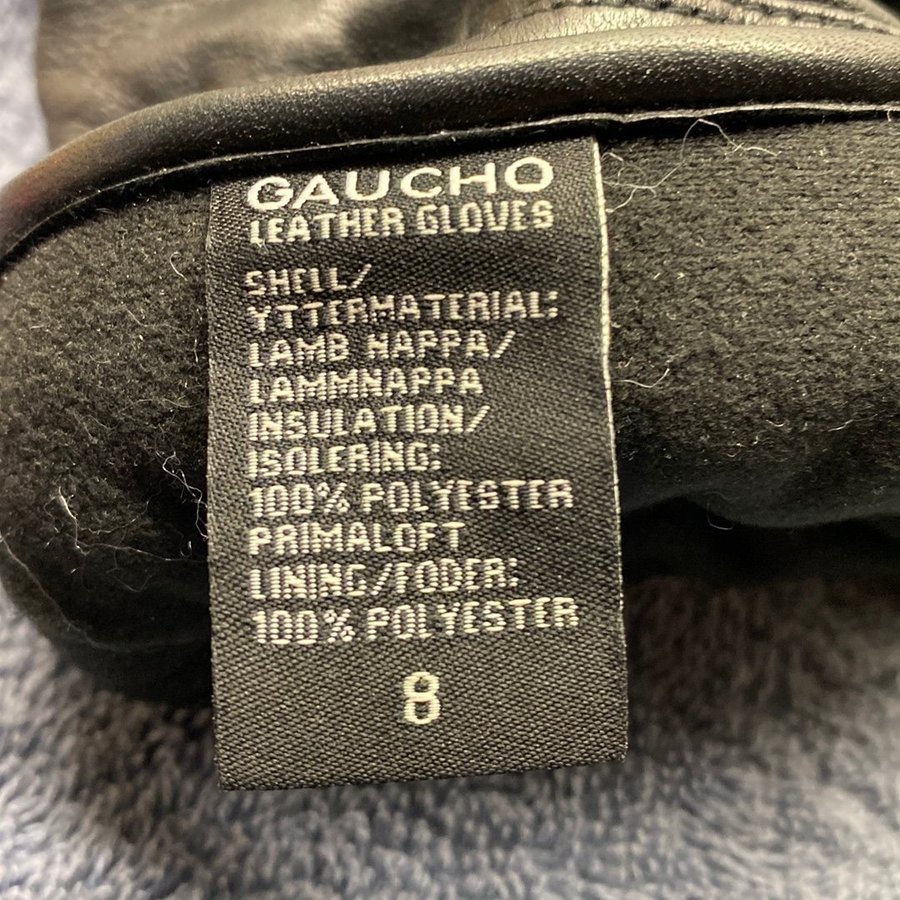 GAUCHO
LEATHER GLOVES
SHELL/
YTTERMATERIAL:
LAMB NAPPA/
LAMMNAPPA
INSULATION/
ISOLERING:
100% POLYESTER
PRIMALOFT
LINING/FODER:
100% POLYESTER
8